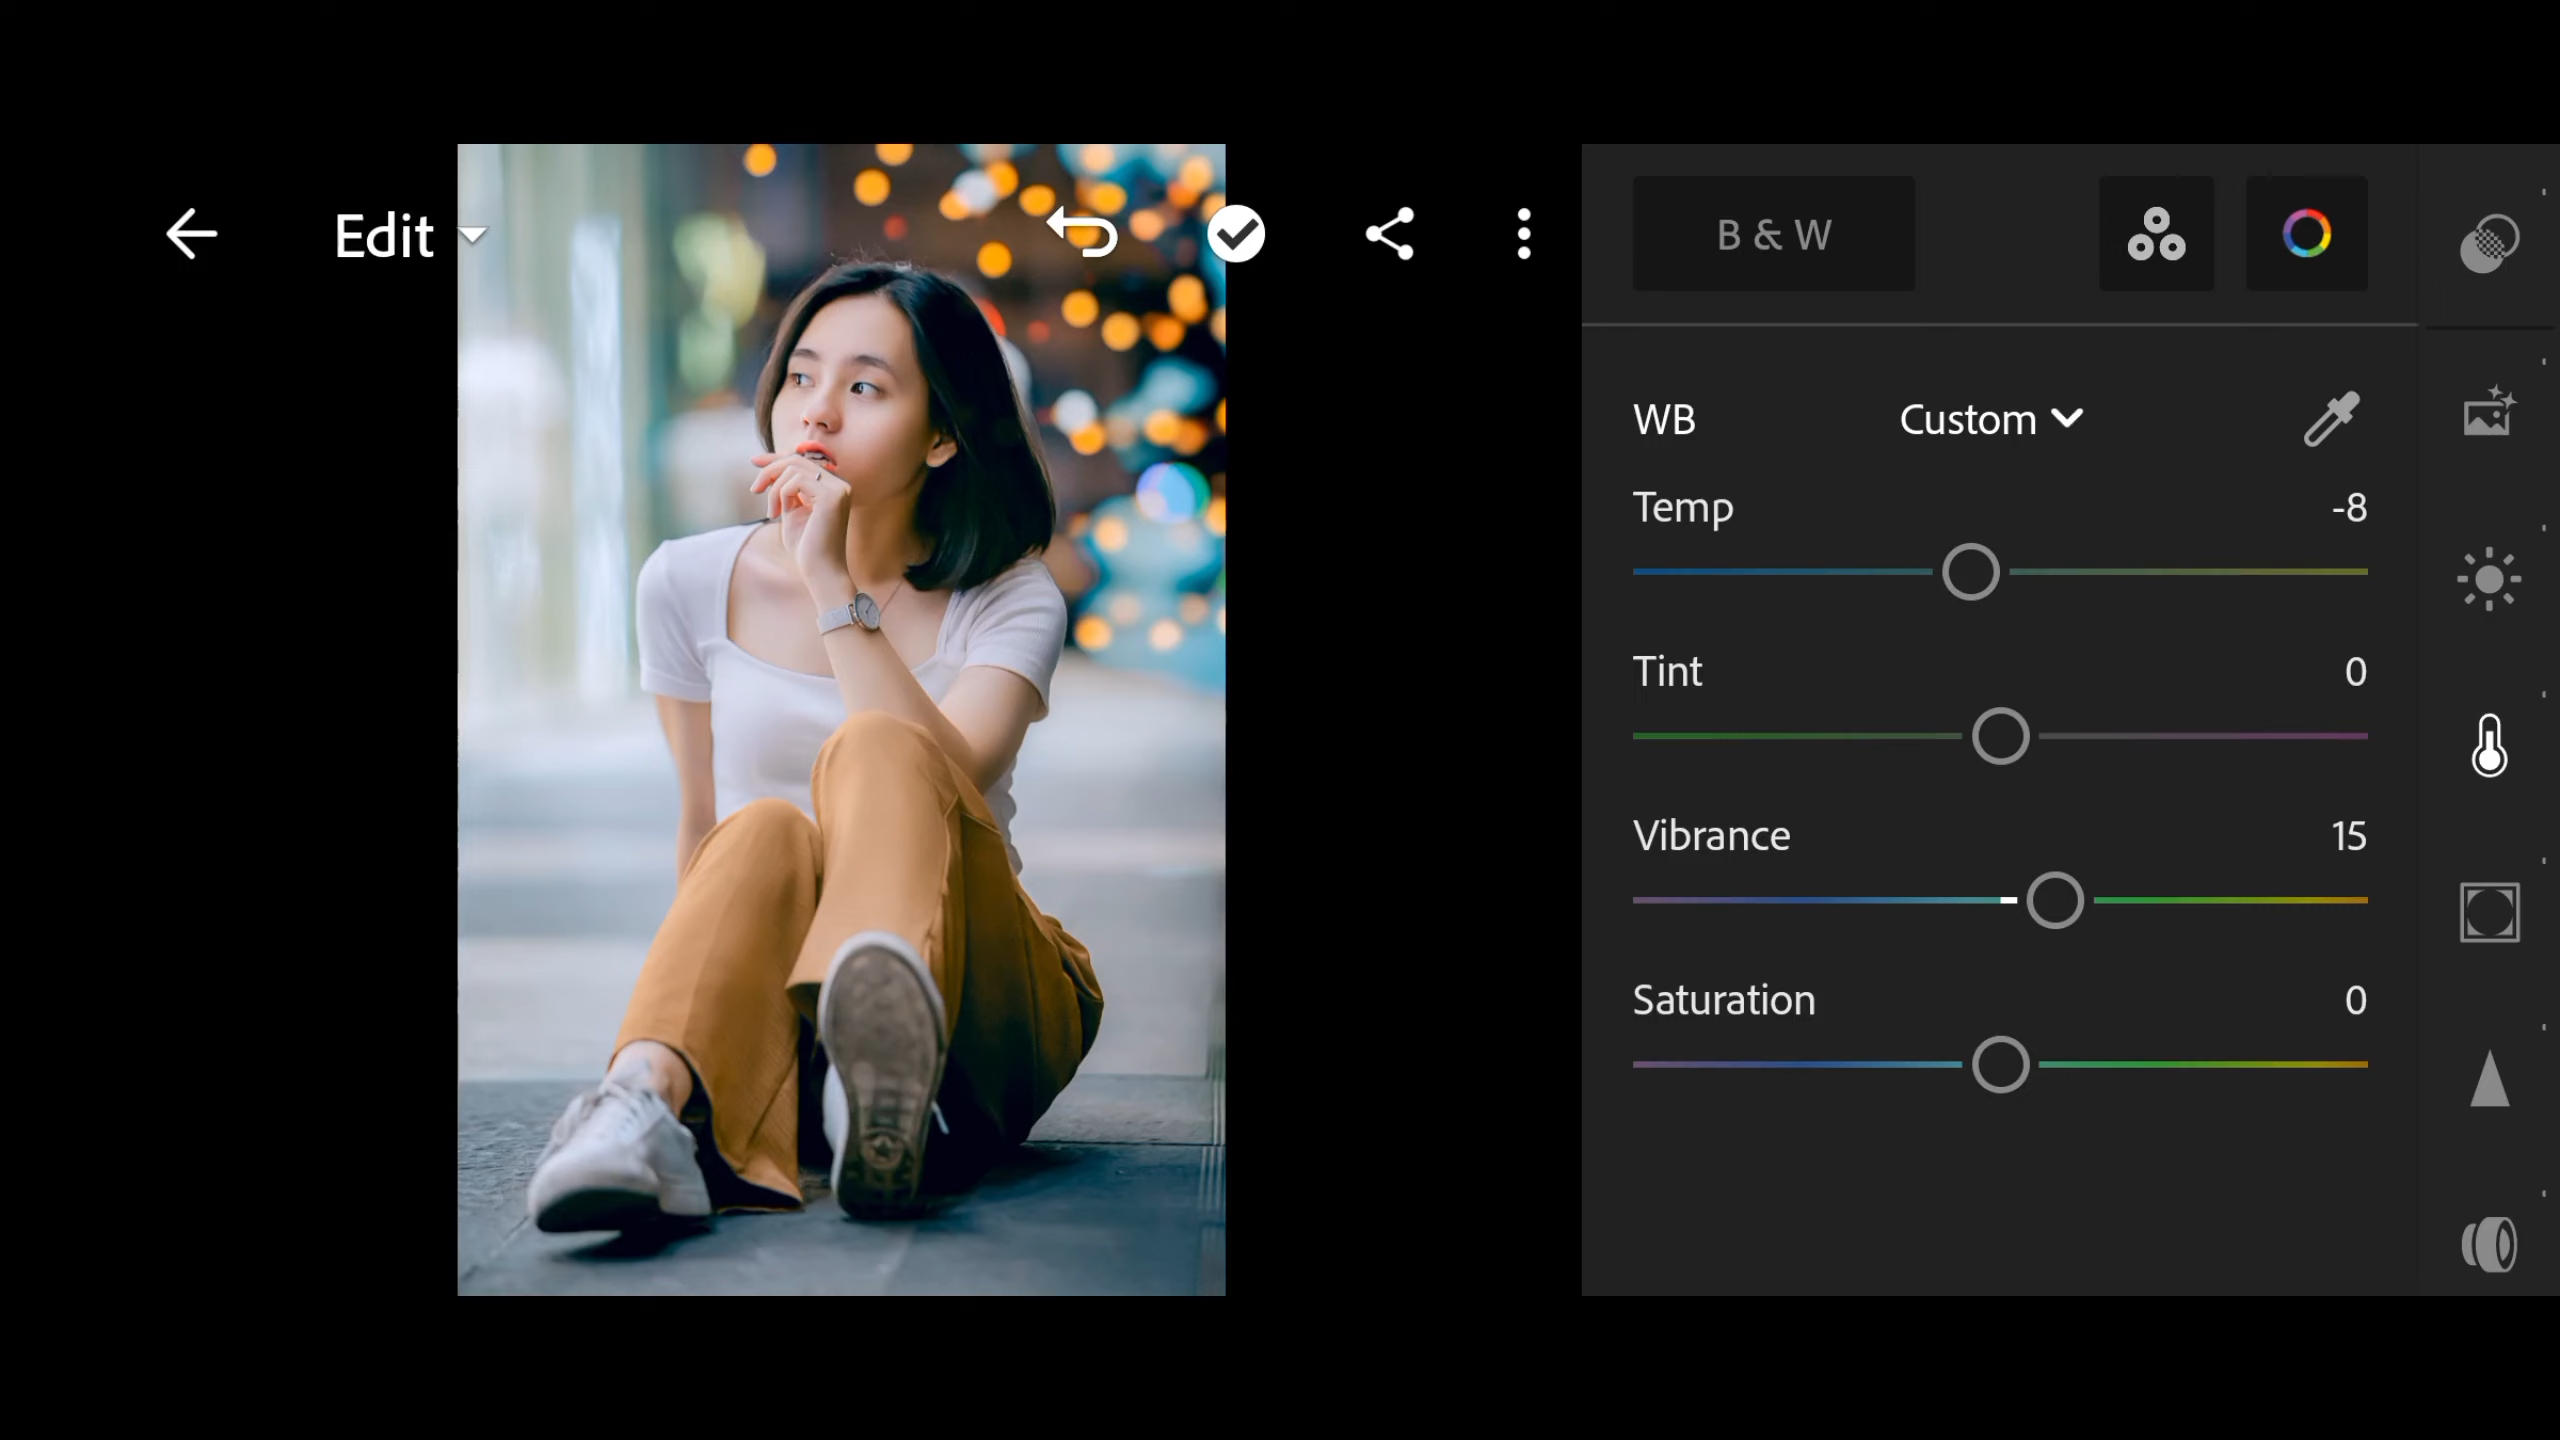 Edit
B & W
WB Custom
Temp -8
Tint 0
Vibrance 15
Saturation 0